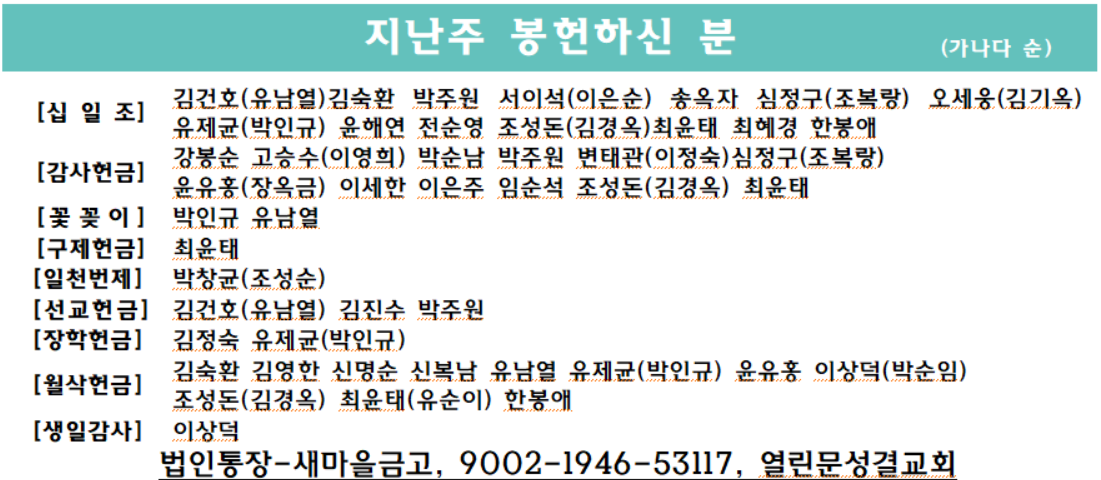 지난주 봉헌하신 분 (가나다 순)
[십 일 조] 김건호(유남열)김숙환 박주원 서이석(이은순) 송옥자 심정구(조복랑) 오세웅(김기옥)
유제균(박인규) 윤해연 전순영 조성돈(김경옥)최윤태 최혜경 한봉애
[감사헌금] 강봉순 고승수(이영희) 박순남 박주원 변태관(이정숙)심정구(조복랑)
윤유홍(장옥금) 이세한 이은주 임순석 조성돈(김경옥) 최윤태
[꽃 꽂 이] 박인규 유남열
[구제헌금] 최윤태
[일천번제] 박창균(조성순)
[선교헌금] 김건호(유남열) 김진수 박주원
[장학헌금] 김정숙 유제균(박인규)
[월삭헌금] 김숙환 김영한 신명순 신복남 유남열 유제균(박인규) 윤유홍 이상덕(박순임)
조성돈(김경옥) 최윤태(유순이) 한봉애
[생일감사] 이상덕
법인통장-새마을금고, 9002-1946-53117, 열린문성결교회